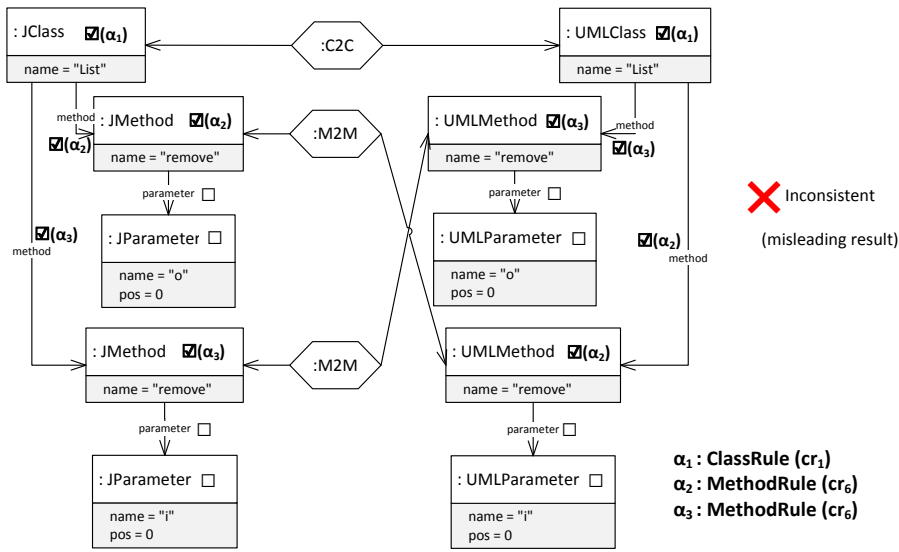 : JClass ☑(α₁)
name = "List"
:C2C
: UMLClass ☑(α₁)
name = "List"
method
☑(α₂)
: JMethod ☑(α₂)
name = "remove"
:M2M
: UMLMethod ☑(α₃)
name = "remove"
method
☑(α₃)
parameter ☐
: JParameter ☐
name = "o"
pos = 0
parameter ☐
: UMLParameter ☐
name = "o"
pos = 0
☑(α₃)
method
☑(α₂)
method
Inconsistent
(misleading result)
: JMethod ☑(α₃)
name = "remove"
:M2M
: UMLMethod ☑(α₂)
name = "remove"
parameter ☐
: JParameter ☐
name = "i"
pos = 0
parameter ☐
: UMLParameter ☐
name = "i"
pos = 0
α₁ : ClassRule (cr₁)
α₂ : MethodRule (cr₆)
α₃ : MethodRule (cr₆)